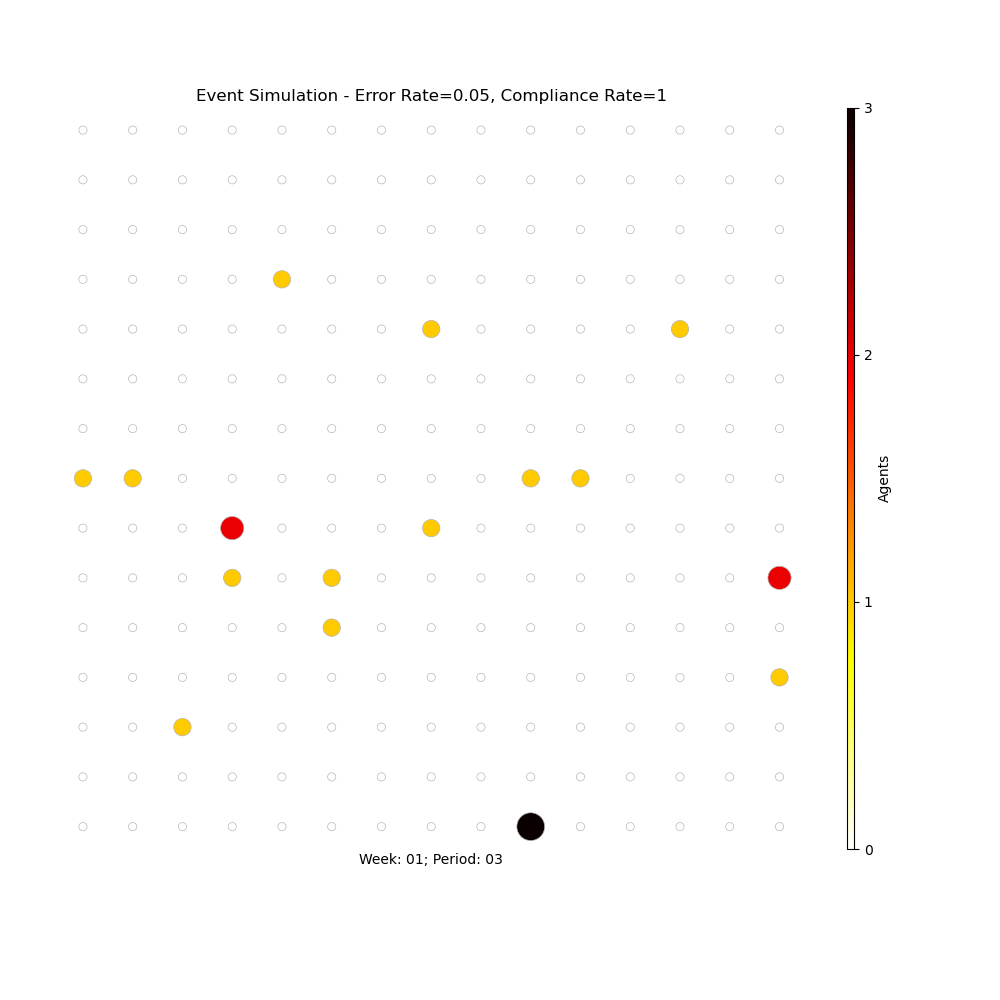 Event Simulation - Error Rate=0.05, Compliance Rate=1
3
2
Agents
1
0
Week: 01; Period: 03